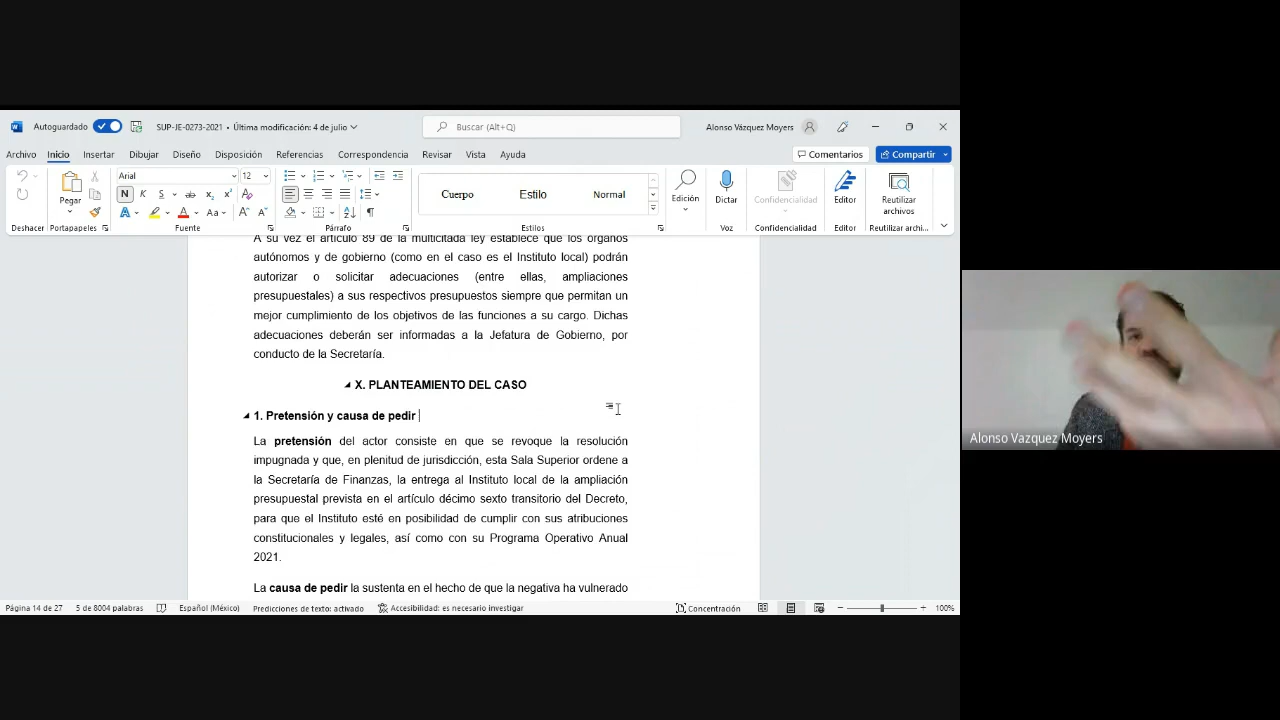 Autoguardado SUP-JE-0273-2021 • Última modificación: 4 de julio Buscar (Alt+Q) Alonso Vázquez Moyers
Archivo Inicio Insertar Dibujar Diseño Disposición Referencias Correspondencia Revisar Vista Ayuda Comentarios Compartir
Pegar Arial 12 Cuerpo Estilo Normal Edición Dictar Confidencialidad Editor Reutilizar archivos
N K S ab x₂ x² A Aa A A
Deshacer Portapapeles Fuente Párrafo Estilos Voz Confidencialidad Editor Reutilizar archi...
A su vez el artículo 89 de la multicitada ley establece que los órganos
autónomos y de gobierno (como en el caso es el Instituto local) podrán
autorizar o solicitar adecuaciones (entre ellas, ampliaciones
presupuestales) a sus respectivos presupuestos siempre que permitan un
mejor cumplimiento de los objetivos de las funciones a su cargo. Dichas
adecuaciones deberán ser informadas a la Jefatura de Gobierno, por
conducto de la Secretaría.
X. PLANTEAMIENTO DEL CASO
1. Pretensión y causa de pedir
La pretensión del actor consiste en que se revoque la resolución
impugnada y que, en plenitud de jurisdicción, esta Sala Superior ordene a
la Secretaría de Finanzas, la entrega al Instituto local de la ampliación
presupuestal prevista en el artículo décimo sexto transitorio del Decreto,
para que el Instituto esté en posibilidad de cumplir con sus atribuciones
constitucionales y legales, así como con su Programa Operativo Anual
2021.
La causa de pedir la sustenta en el hecho de que la negativa ha vulnerado
Página 14 de 27 5 de 8004 palabras Español (México) Predicciones de texto: activado Accesibilidad: es necesario investigar Concentración 100%
Alonso Vazquez Moyers